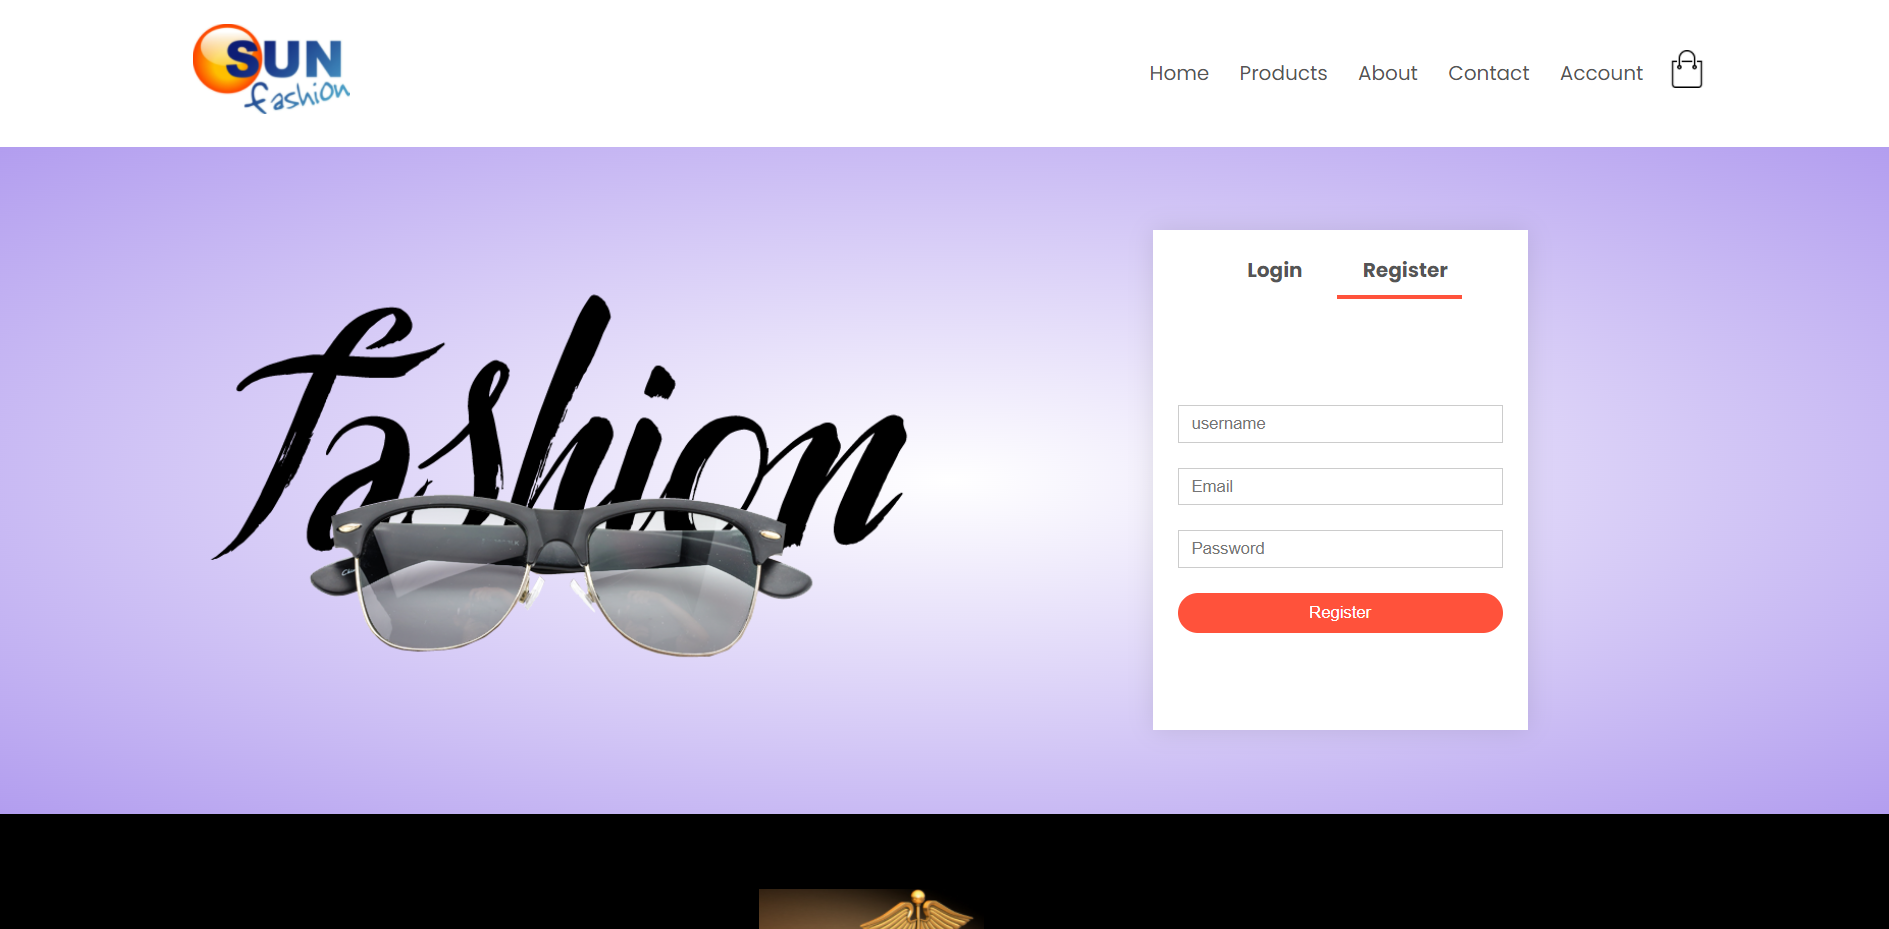 SUN
fashion
Home
Products
About
Contact
Account
fashion
Login
Register
username
Email
Password
Register